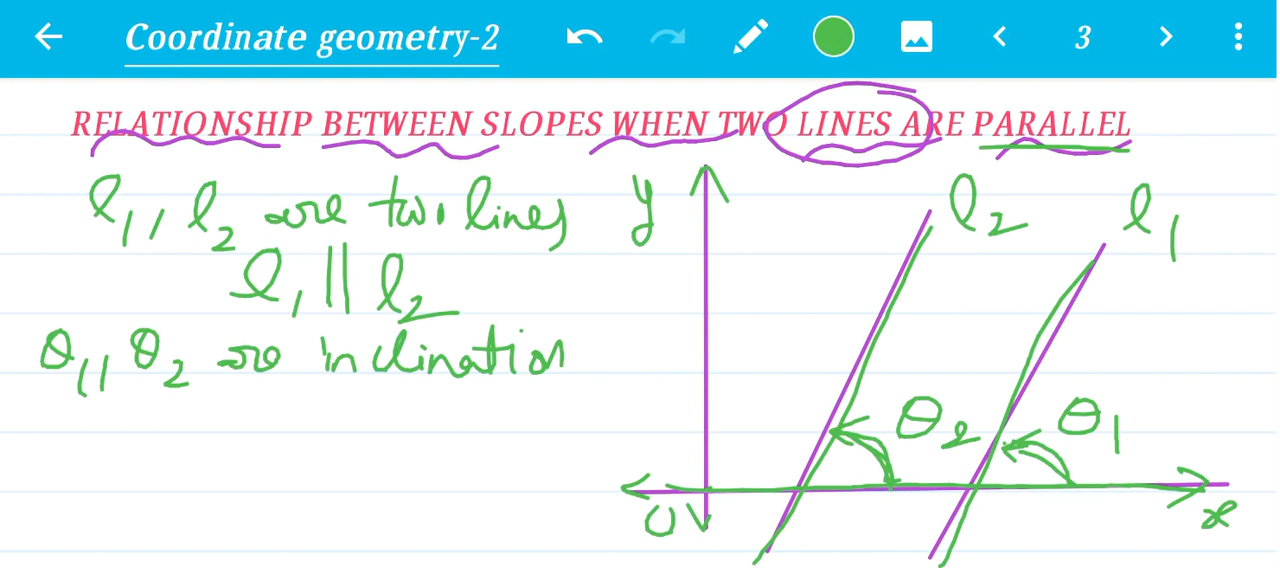 Coordinate geometry-2
3
RELATIONSHIP BETWEEN SLOPES WHEN TWO LINES ARE PARALLEL
l₁, l₂ are two lines
l₁ || l₂
θ₁, θ₂ are inclination
y
l₂
l₁
θ₂
θ₁
O
x